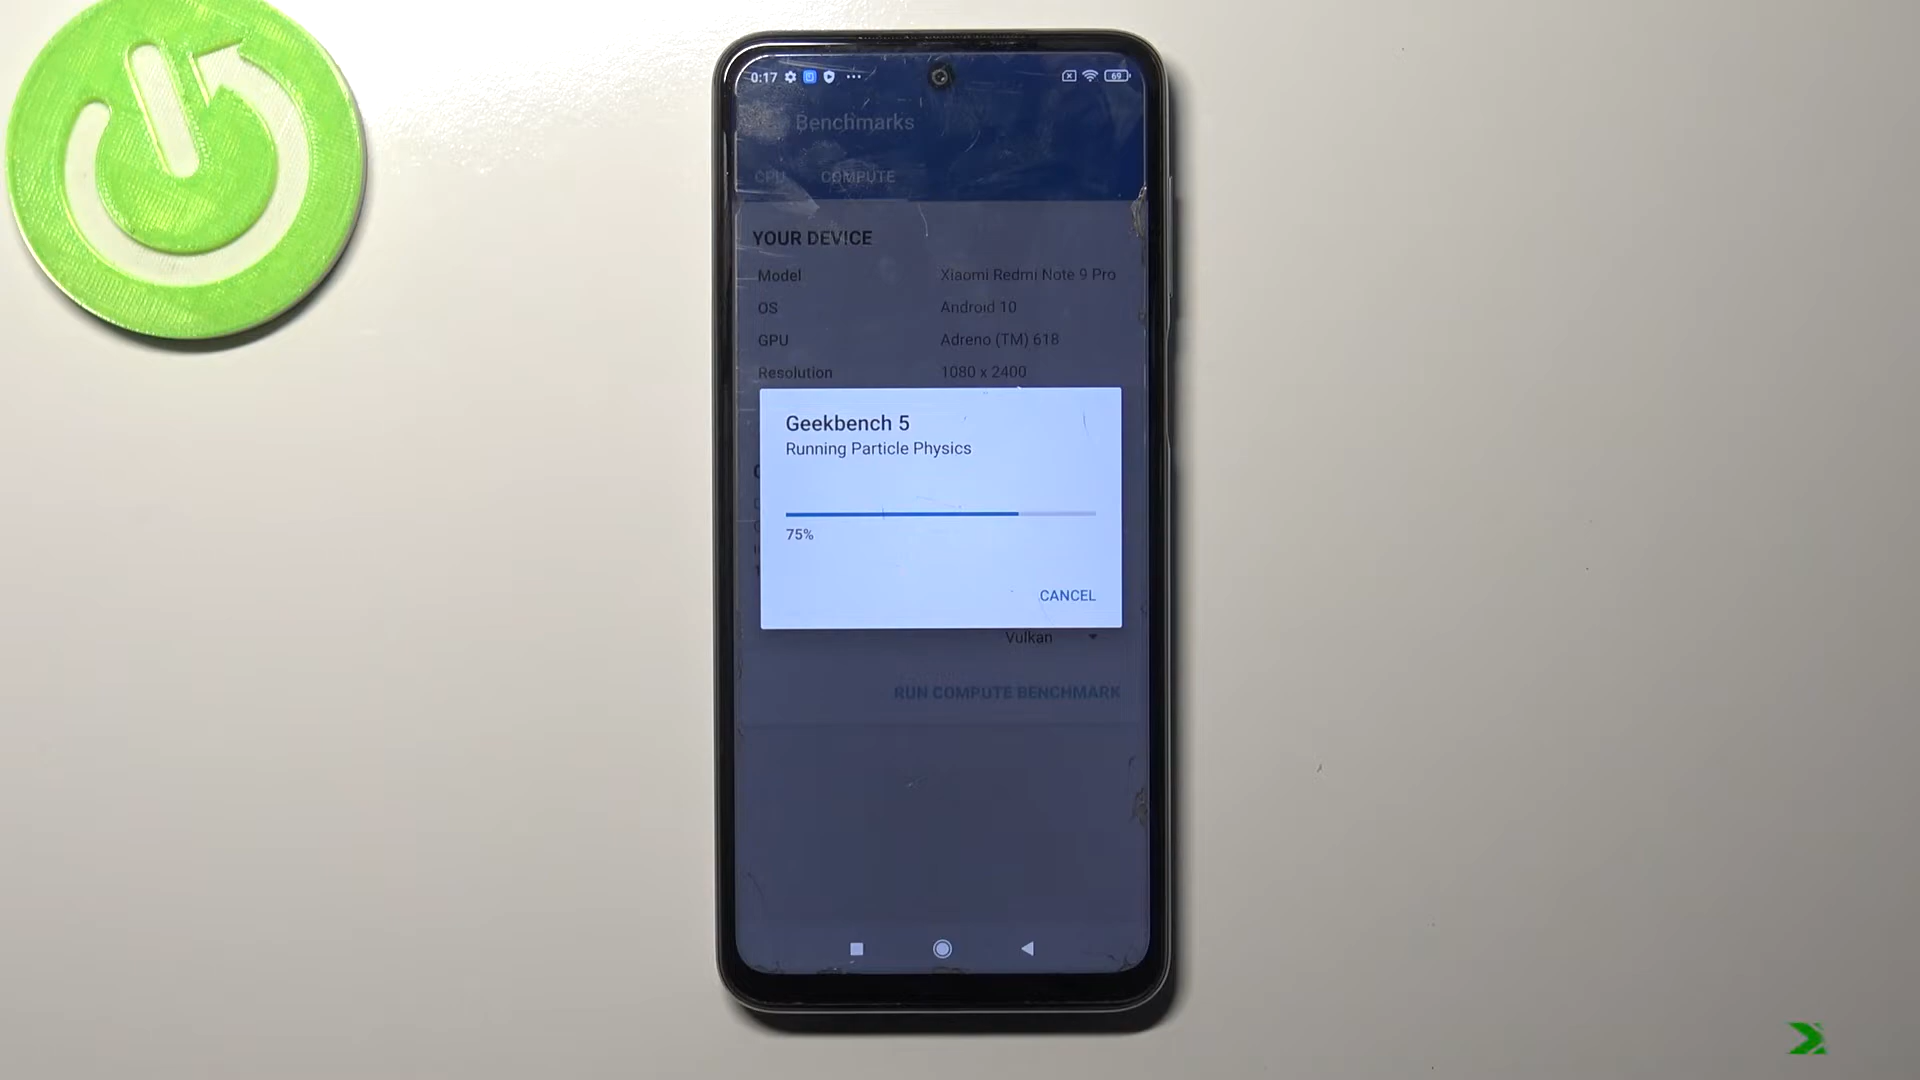 0:17
69
Benchmarks
CPU COMPUTE
YOUR DEVICE
Model Xiaomi Redmi Note 9 Pro
OS Android 10
GPU Adreno (TM) 618
Resolution 1080 x 2400
Geekbench 5
Running Particle Physics
75%
CANCEL
Vulkan
RUN COMPUTE BENCHMARK